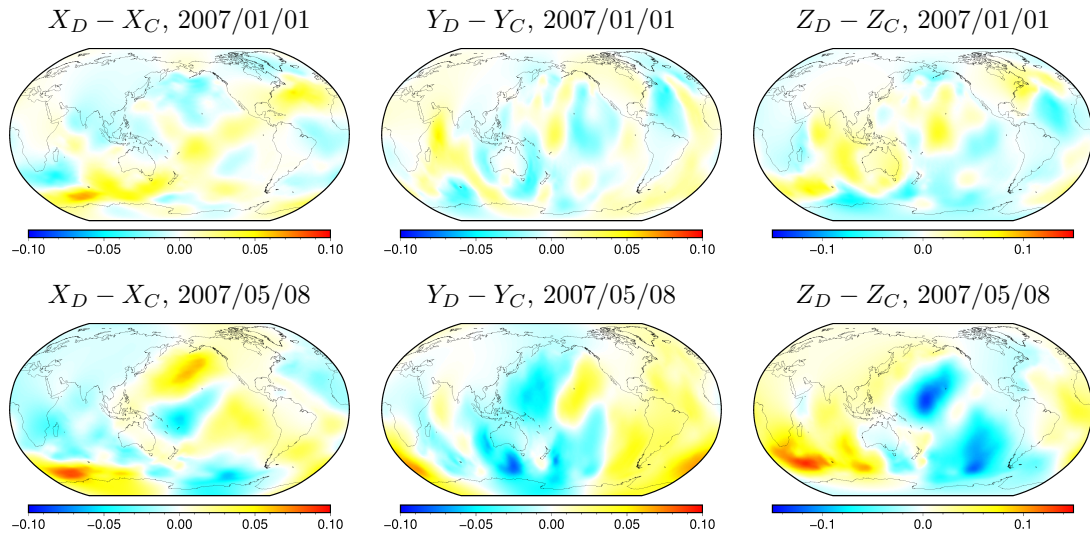 X_D − X_C, 2007/01/01
Y_D − Y_C, 2007/01/01
Z_D − Z_C, 2007/01/01
−0.10 −0.05 0.00 0.05 0.10
−0.10 −0.05 0.00 0.05 0.10
−0.1 0.0 0.1
X_D − X_C, 2007/05/08
Y_D − Y_C, 2007/05/08
Z_D − Z_C, 2007/05/08
−0.10 −0.05 0.00 0.05 0.10
−0.10 −0.05 0.00 0.05 0.10
−0.1 0.0 0.1